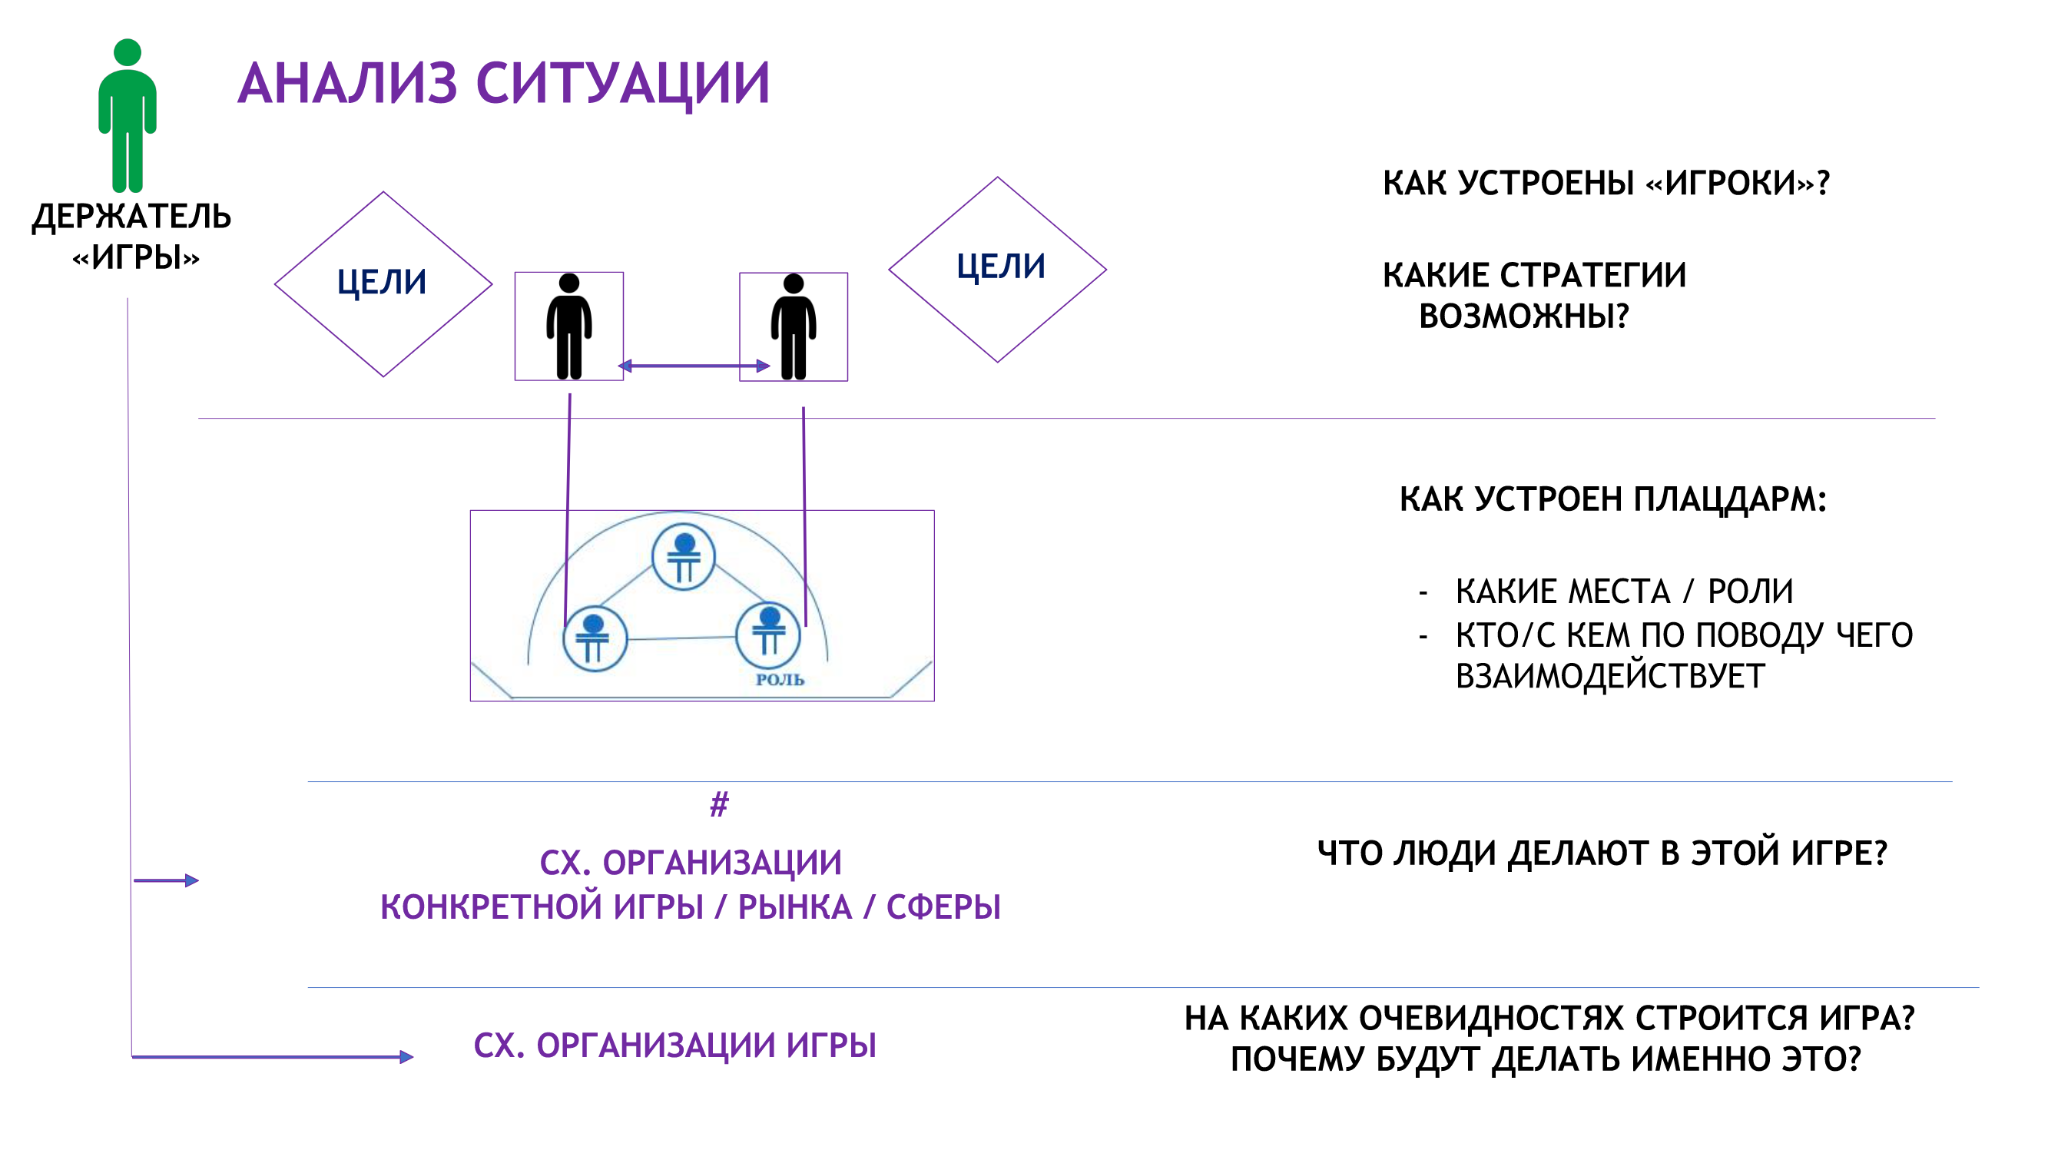 АНАЛИЗ СИТУАЦИИ
ДЕРЖАТЕЛЬ
«ИГРЫ»
ЦЕЛИ
ЦЕЛИ
КАК УСТРОЕНЫ «ИГРОКИ»?
КАКИЕ СТРАТЕГИИ
ВОЗМОЖНЫ?
РОЛЬ
КАК УСТРОЕН ПЛАЦДАРМ:
- КАКИЕ МЕСТА / РОЛИ
- КТО/С КЕМ ПО ПОВОДУ ЧЕГО
ВЗАИМОДЕЙСТВУЕТ
#
СХ. ОРГАНИЗАЦИИ
КОНКРЕТНОЙ ИГРЫ / РЫНКА / СФЕРЫ
ЧТО ЛЮДИ ДЕЛАЮТ В ЭТОЙ ИГРЕ?
СХ. ОРГАНИЗАЦИИ ИГРЫ
НА КАКИХ ОЧЕВИДНОСТЯХ СТРОИТСЯ ИГРА?
ПОЧЕМУ БУДУТ ДЕЛАТЬ ИМЕННО ЭТО?